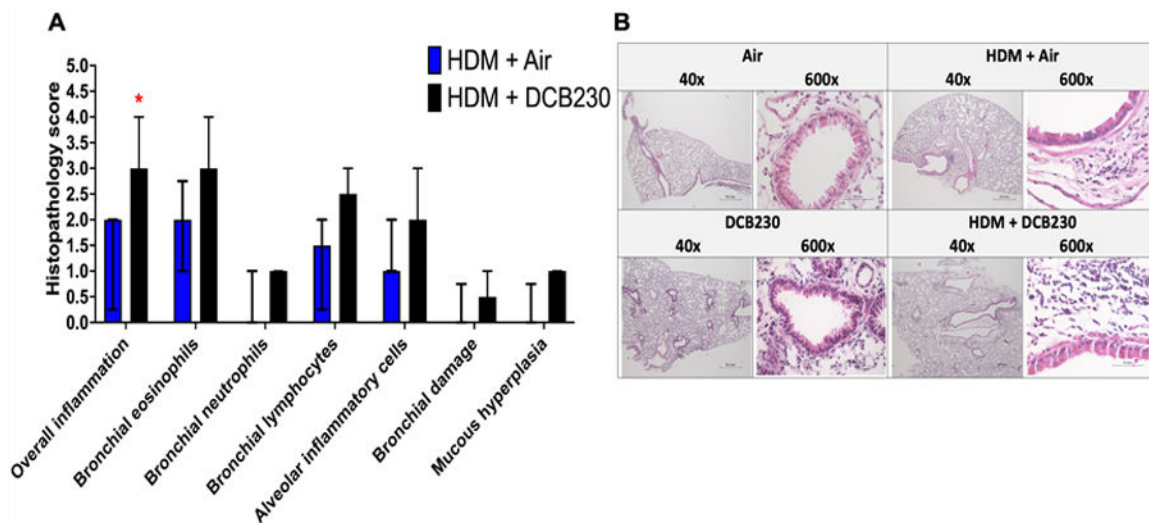 A
HDM + Air
HDM + DCB230
Histopathology score
5.0
4.5
4.0
3.5
3.0
2.5
2.0
1.5
1.0
0.5
0.0
*
Overall inflammation
Bronchial eosinophils
Bronchial neutrophils
Bronchial lymphocytes
Alveolar inflammatory cells
Bronchial damage
Mucous hyperplasia
B
Air
HDM + Air
40x
600x
40x
600x
DCB230
HDM + DCB230
40x
600x
40x
600x